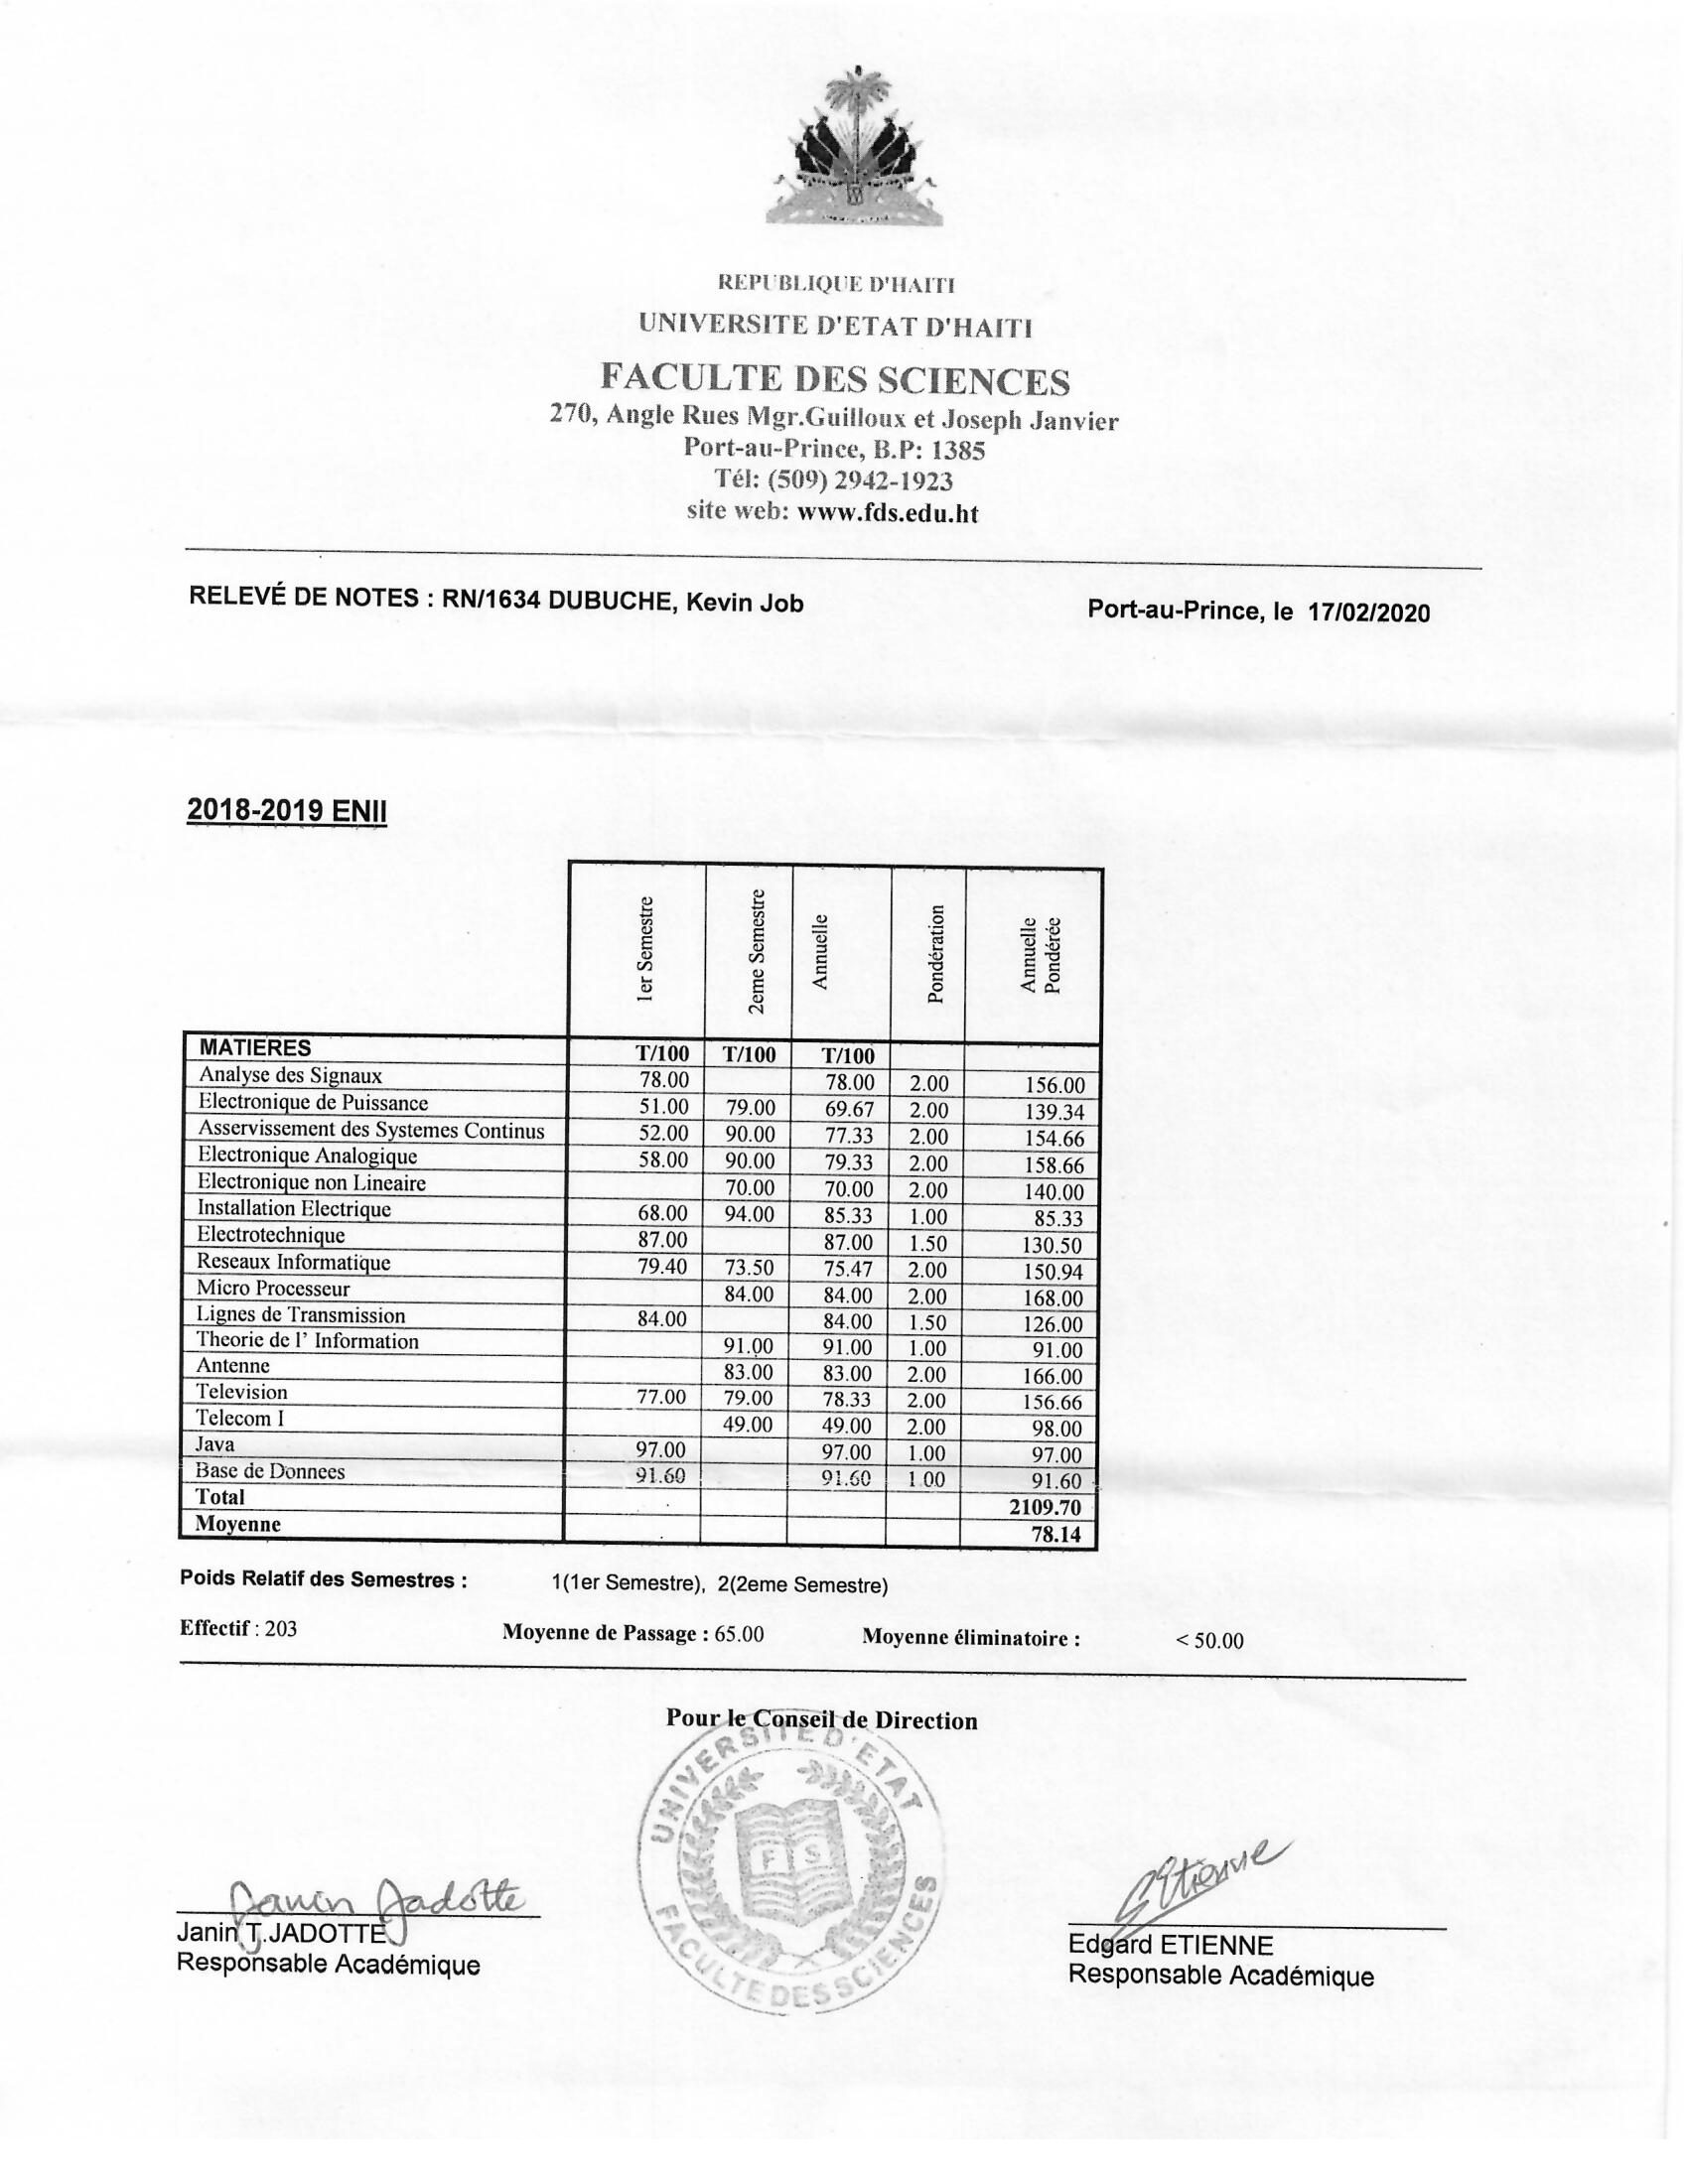 REPUBLIQUE D'HAITI
UNIVERSITE D'ETAT D'HAITI
FACULTE DES SCIENCES
270, Angle Rues Mgr.Guilloux et Joseph Janvier
Port-au-Prince, B.P: 1385
Tél: (509) 2942-1923
site web: www.fds.edu.ht
RELEVÉ DE NOTES : RN/1634 DUBUCHE, Kevin Job Port-au-Prince, le 17/02/2020
2018-2019 ENII
1er Semestre 2eme Semestre Annuelle Pondération Annuelle Pondérée
MATIERES T/100 T/100 T/100
Analyse des Signaux 78.00 78.00 2.00 156.00
Electronique de Puissance 51.00 79.00 69.67 2.00 139.34
Asservissement des Systemes Continus 52.00 90.00 77.33 2.00 154.66
Electronique Analogique 58.00 90.00 79.33 2.00 158.66
Electronique non Lineaire 70.00 70.00 2.00 140.00
Installation Electrique 68.00 94.00 85.33 1.00 85.33
Electrotechnique 87.00 87.00 1.50 130.50
Reseaux Informatique 79.40 73.50 75.47 2.00 150.94
Micro Processeur 84.00 84.00 2.00 168.00
Lignes de Transmission 84.00 84.00 1.50 126.00
Theorie de l' Information 91.00 91.00 1.00 91.00
Antenne 83.00 83.00 2.00 166.00
Television 77.00 79.00 78.33 2.00 156.66
Telecom I 49.00 49.00 2.00 98.00
Java 97.00 97.00 1.00 97.00
Base de Donnees 91.60 91.60 1.00 91.60
Total 2109.70
Moyenne 78.14
Poids Relatif des Semestres : 1(1er Semestre), 2(2eme Semestre)
Effectif : 203 Moyenne de Passage : 65.00 Moyenne éliminatoire : < 50.00
Pour le Conseil de Direction
UNIVERSITE D'ETAT
F S
FACULTE DES SCIENCES
Janin Jadotte
Janin T.JADOTTE
Responsable Académique
EEtienne
Edgard ETIENNE
Responsable Académique